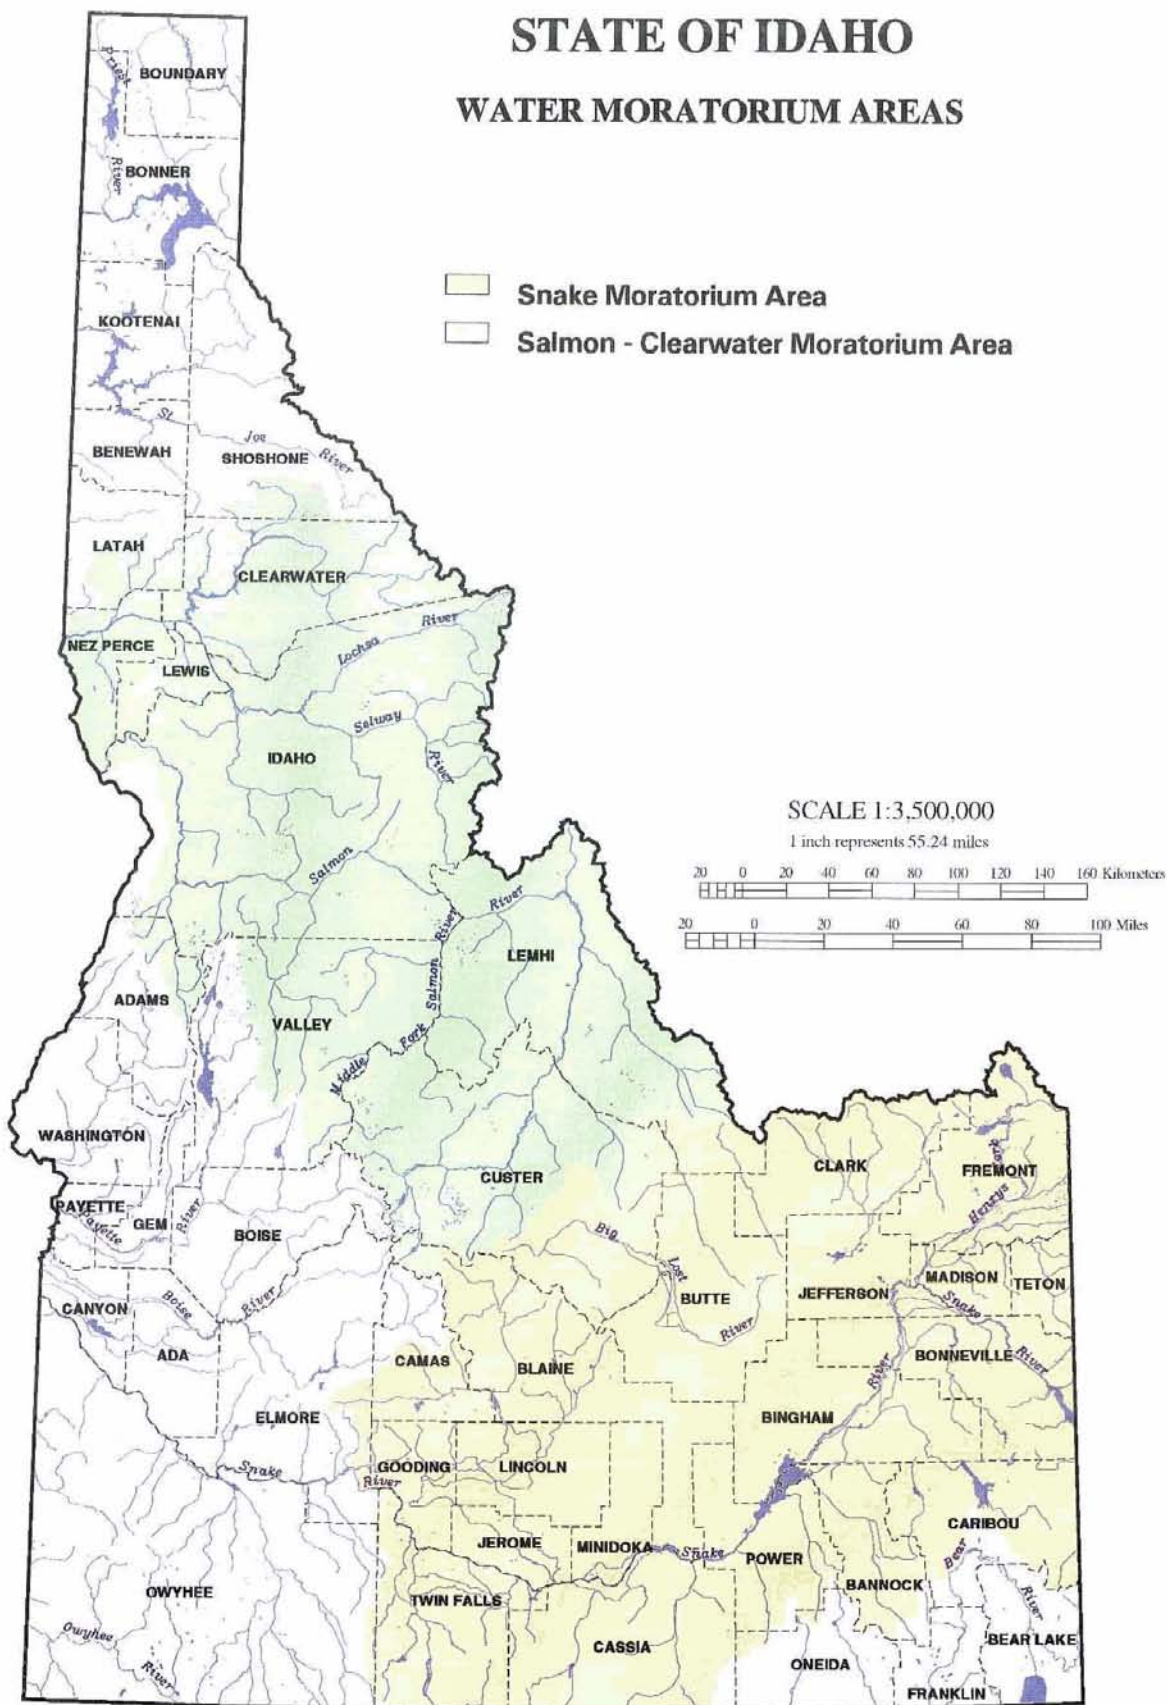 STATE OF IDAHO
WATER MORATORIUM AREAS
Snake Moratorium Area
Salmon - Clearwater Moratorium Area
Priest
River
BOUNDARY
BONNER
KOOTENAI
St
Joe
River
BENEWAH
SHOSHONE
LATAH
CLEARWATER
NEZ PERCE
LEWIS
Lochsa
River
Selway
River
IDAHO
SCALE 1:3,500,000
1 inch represents 55.24 miles
20 0 20 40 60 80 100 120 140 160 Kilometers
20 0 20 40 60 80 100 Miles
Salmon
River
LEMHI
Middle
Fork
Salmon
River
ADAMS
VALLEY
WASHINGTON
CUSTER
CLARK
FREMONT
Henrys
Fork
PAYETTE
Payette
GEM
River
BOISE
Big
Lost
River
BUTTE
JEFFERSON
MADISON
TETON
CANYON
Boise
River
ADA
CAMAS
BLAINE
Snake
River
BONNEVILLE
River
ELMORE
BINGHAM
Snake
River
GOODING
LINCOLN
CARIBOU
JEROME
MINIDOKA
Snake
POWER
Bear
River
BANNOCK
OWYHEE
TWIN FALLS
Owyhee
River
CASSIA
ONEIDA
BEAR LAKE
FRANKLIN